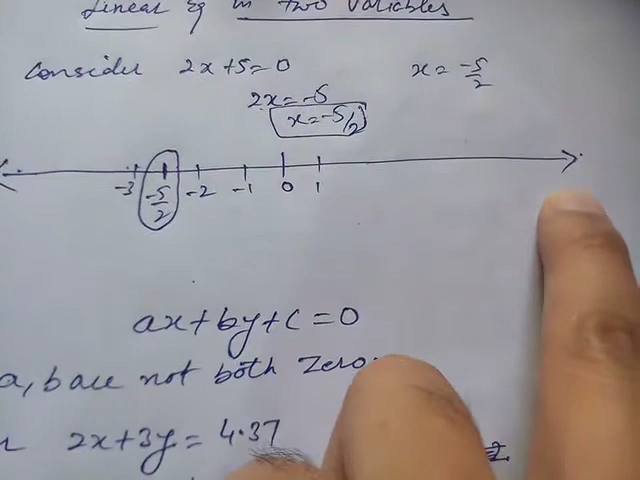 Linear Eq in two variables
Consider 2x+5=0 x = -5/2
2x=-5
x=-5/2
-3 -5/2 -2 -1 0 1
ax+by+c=0
a, b are not both zero.
2x+3y=4.37